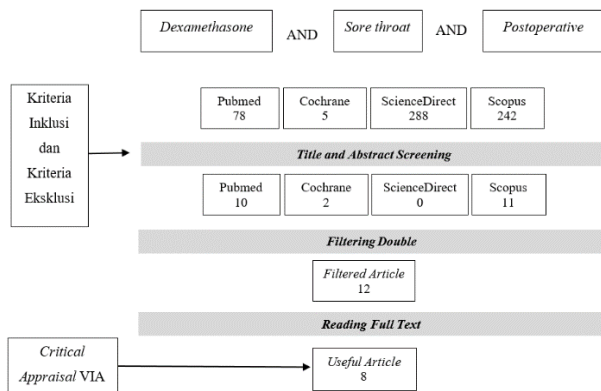 Dexamethasone AND Sore throat AND Postoperative
Kriteria
Inklusi
dan
Kriteria
Eksklusi
Pubmed
78
Cochrane
5
ScienceDirect
288
Scopus
242
Title and Abstract Screening
Pubmed
10
Cochrane
2
ScienceDirect
0
Scopus
11
Filtering Double
Filtered Article
12
Reading Full Text
Critical
Appraisal VIA
Useful Article
8